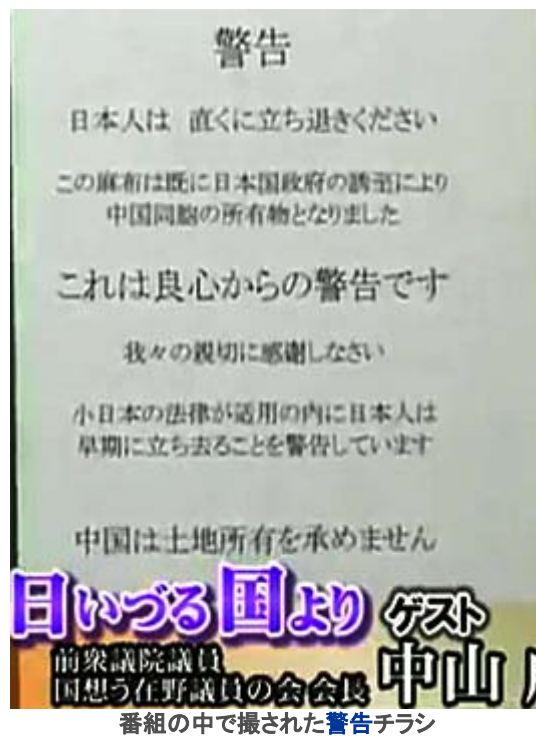 警告
日本人は 直くに立ち退きください
この麻布は既に日本国政府の誘至により
中国同胞の所有物となりました
これは良心からの警告です
我々の親切に感謝しなさい
小日本の法律が适用の内に日本人は
早期に立ち去ることを警告しています
中国は土地所有を承めません
日いづる国より ゲスト
前衆議院議員
国想う在野議員の会 会長 中山
番組の中で撮された警告チラシ